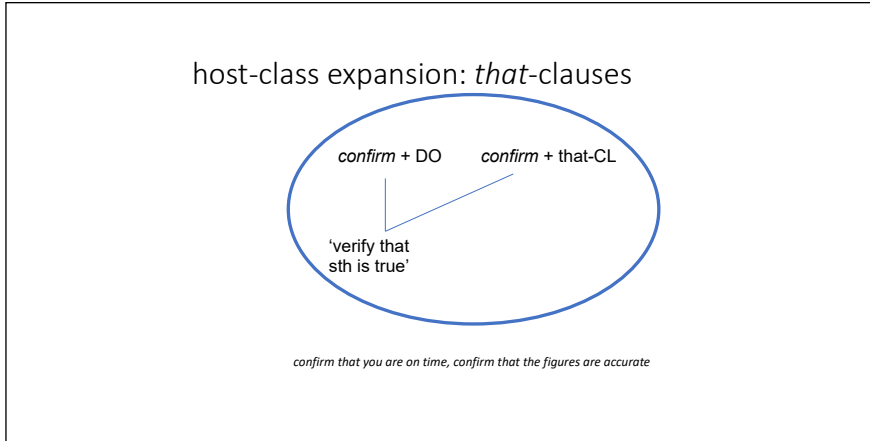 host-class expansion: that-clauses
confirm + DO
confirm + that-CL
‘verify that
sth is true’
confirm that you are on time, confirm that the figures are accurate